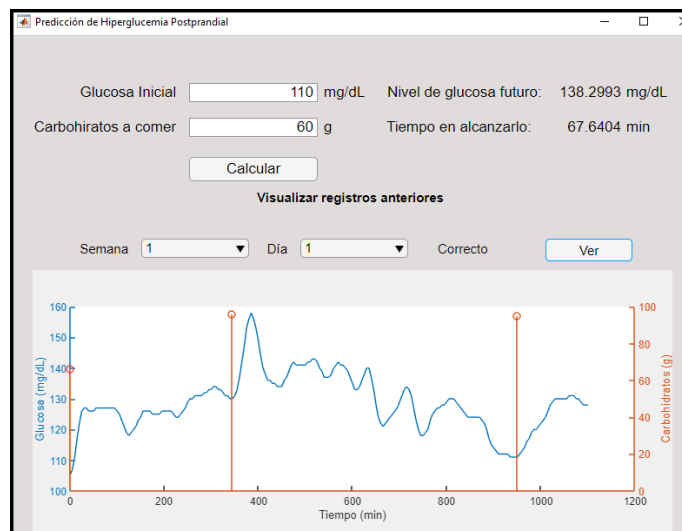 Predicción de Hiperglucemia Postprandial
Glucosa Inicial 110 mg/dL Nivel de glucosa futuro: 138.2993 mg/dL
Carbohiratos a comer 60 g Tiempo en alcanzarlo: 67.6404 min
Calcular
Visualizar registros anteriores
Semana 1 Día 1 Correcto Ver
160 100
150
140 80
130 60
120 40
110 20
100 0
Glucosa (mg/dL)
Carbohidratos (g)
0 200 400 600 800 1000 1200
Tiempo (min)